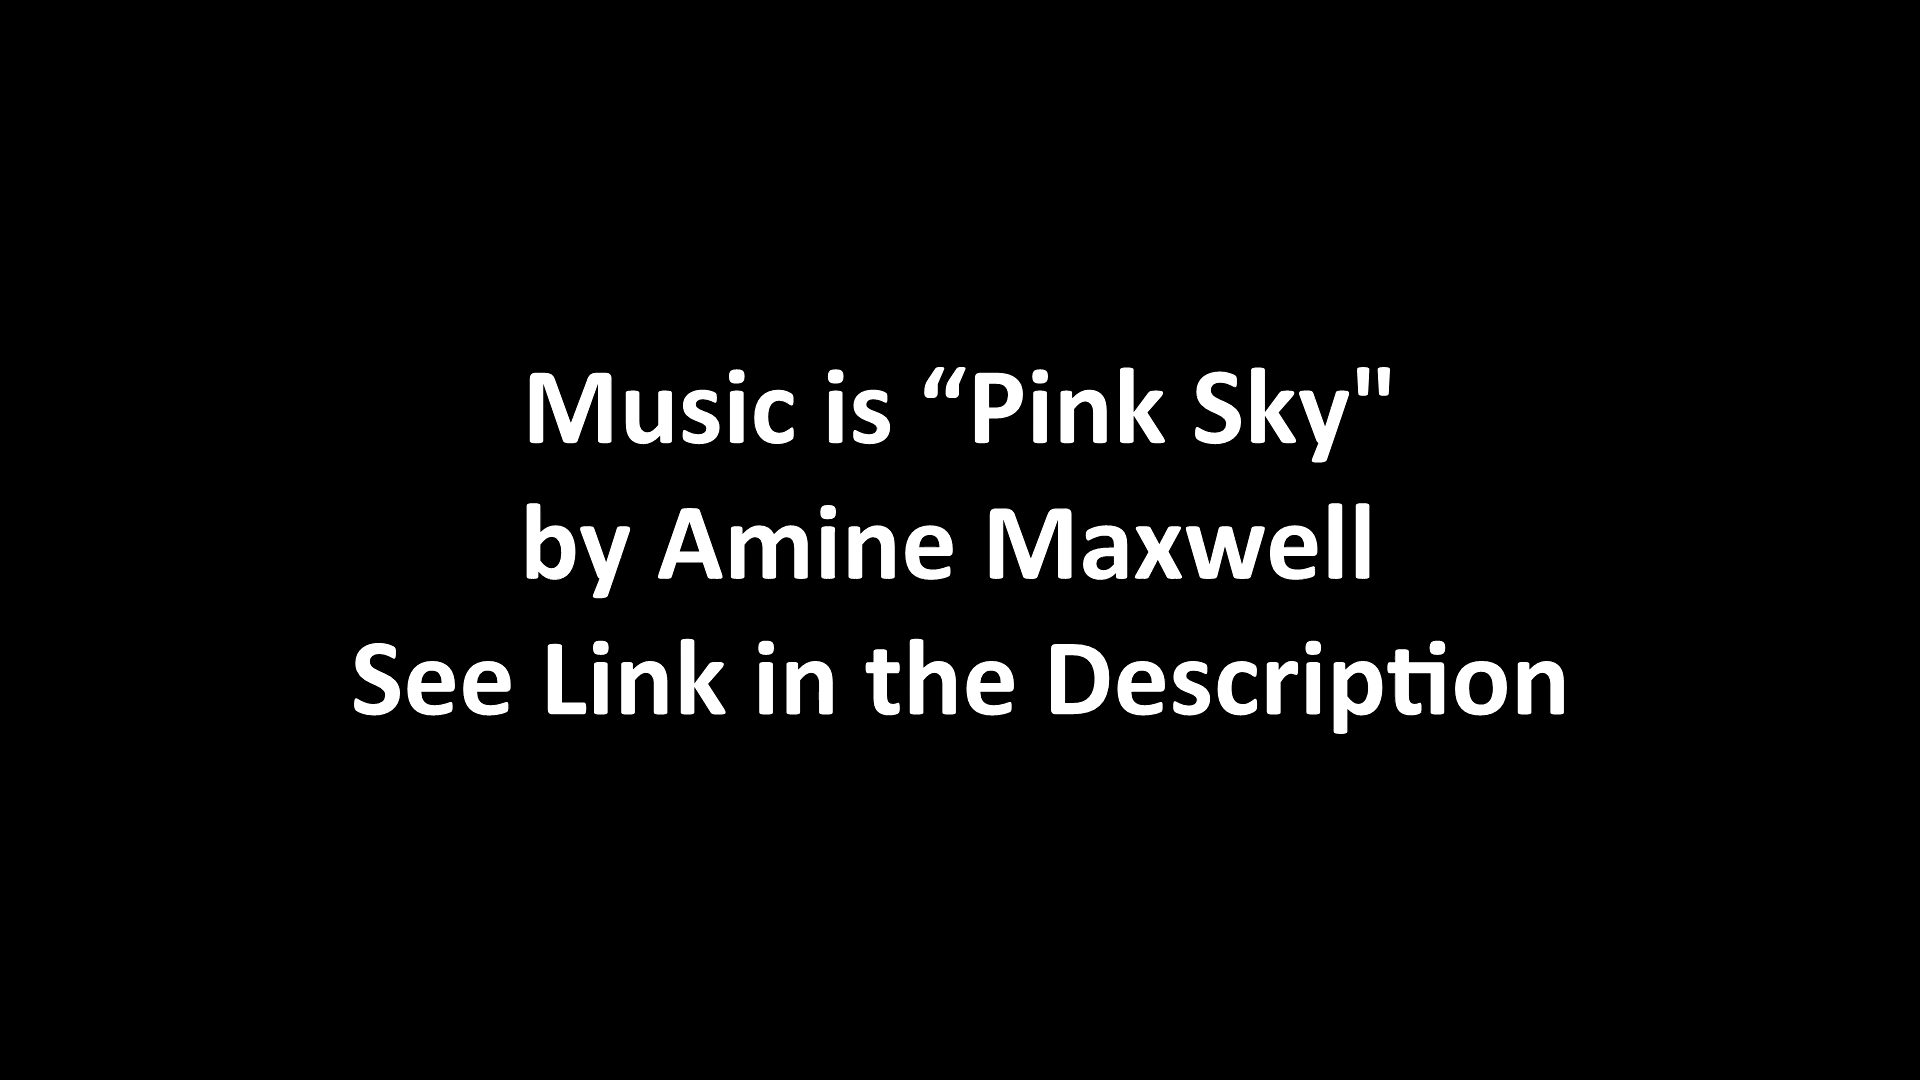 Music is “Pink Sky"
by Amine Maxwell
See Link in the Description